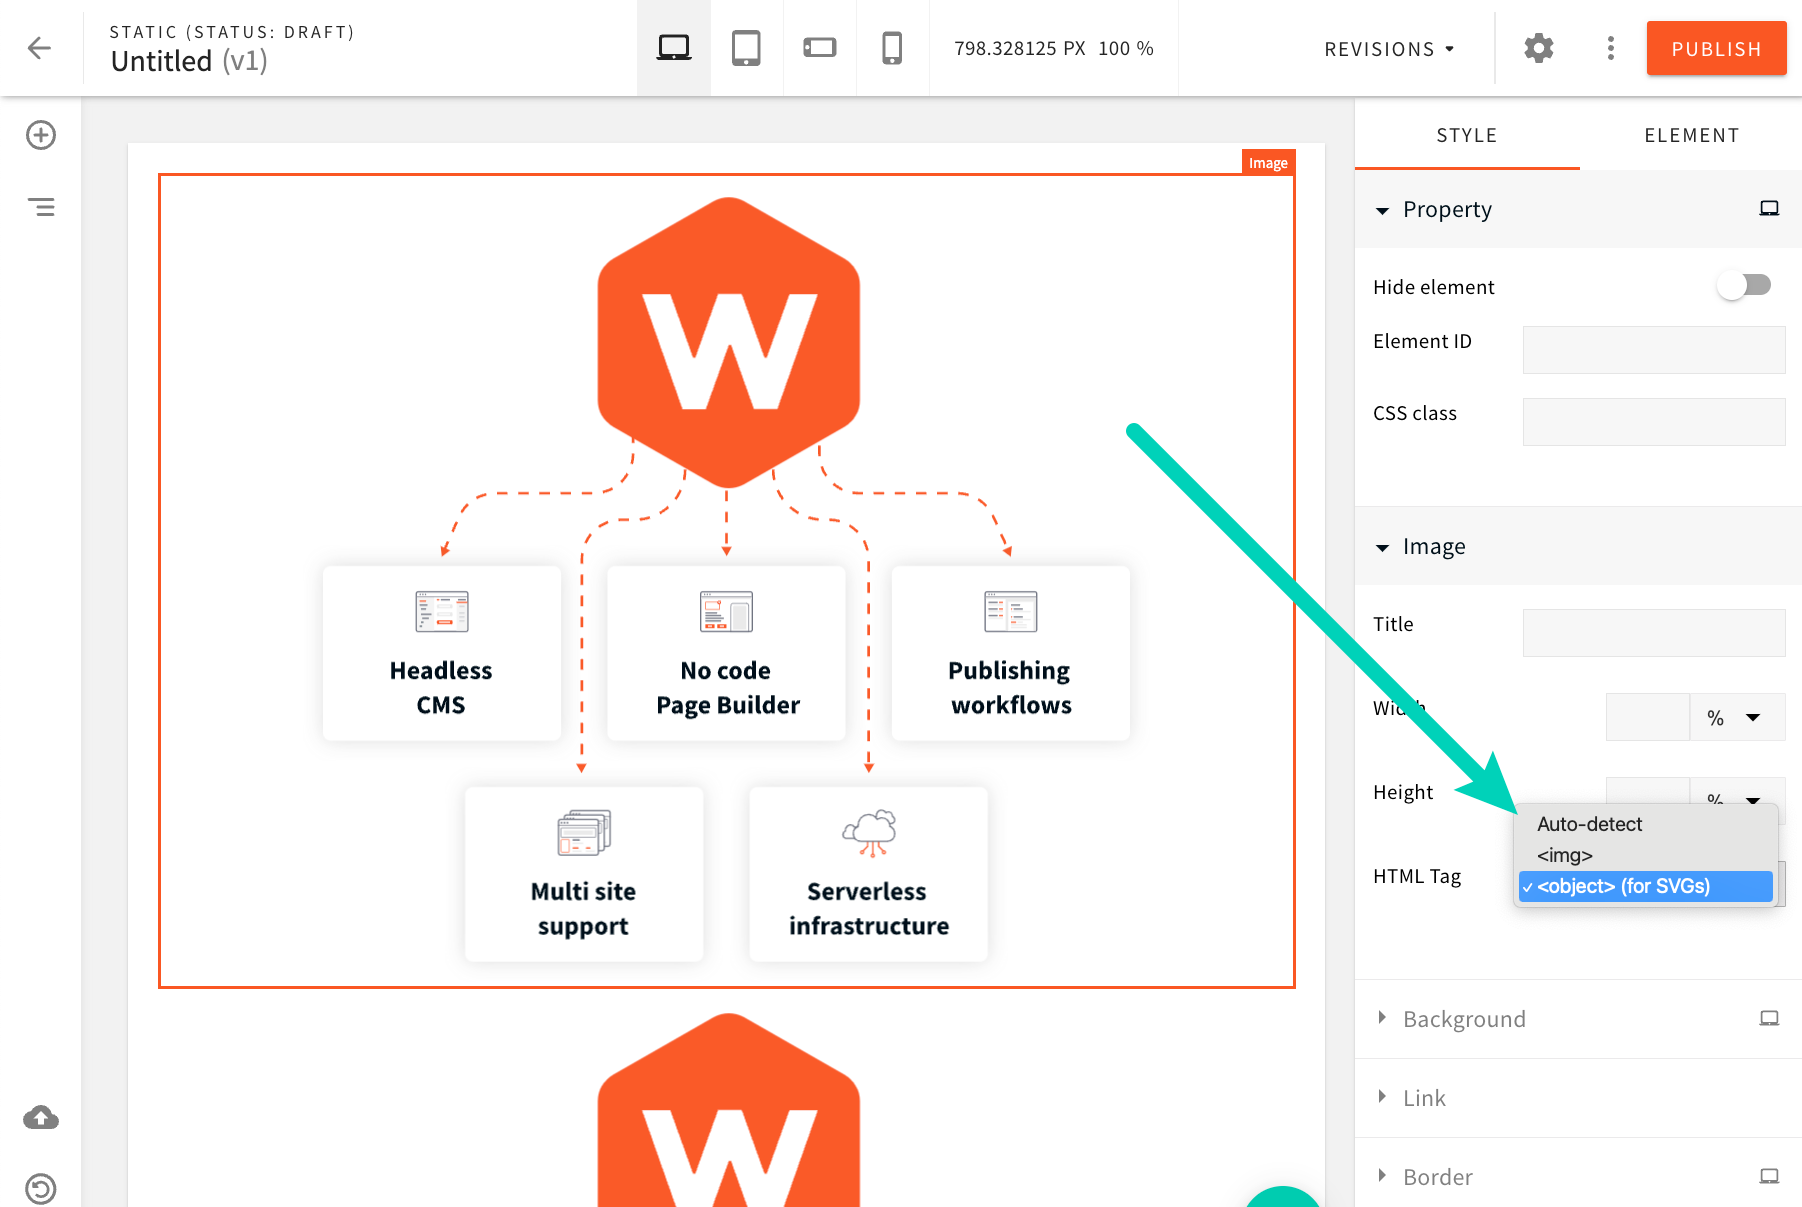 STATIC (STATUS: DRAFT)
Untitled (v1)
798.328125 PX 100 %
REVISIONS
PUBLISH
Image
W
Headless
CMS
No code
Page Builder
Publishing
workflows
Multi site
support
Serverless
infrastructure
W
STYLE
ELEMENT
Property
Hide element
Element ID
CSS class
Image
Title
Width
%
Height
%
HTML Tag
Auto-detect
<img>
<object> (for SVGs)
Background
Link
Border